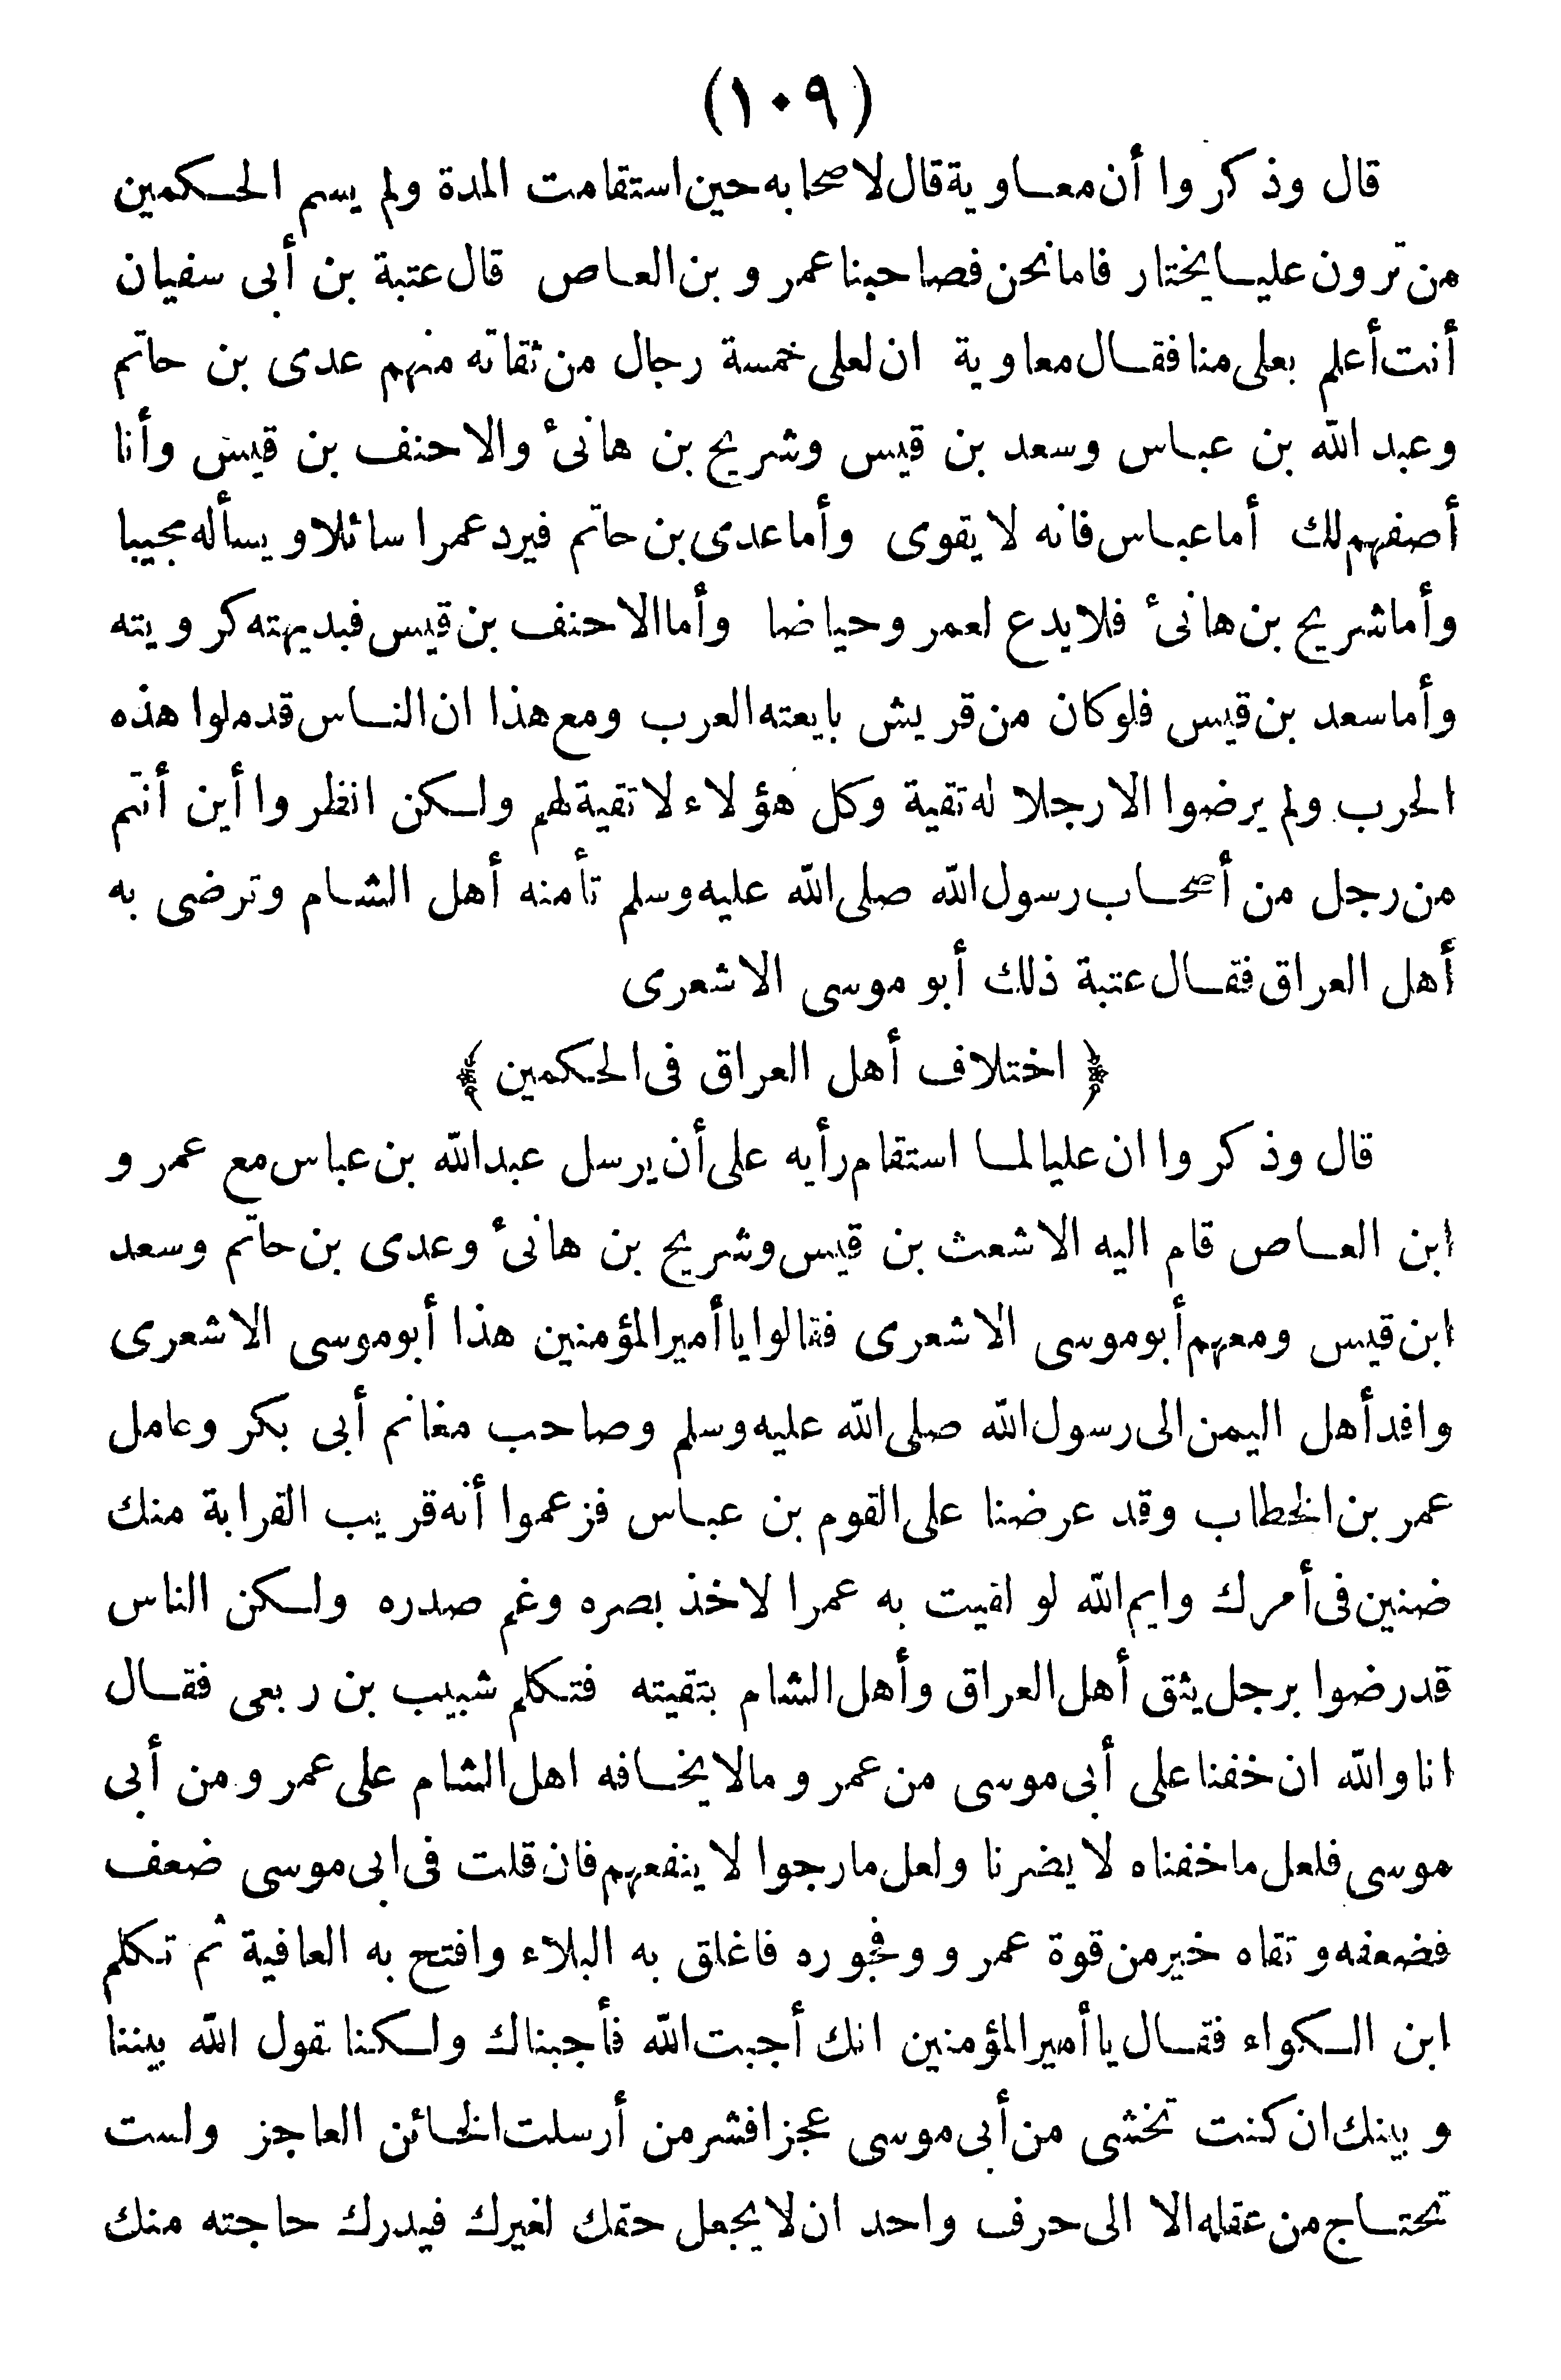 (١٠٩)
قال وذكروا أن معاوية قال لاصحابه حين استقامت المدة ولم يسم الحكمين
من ترون عليا يختار فاما نحن فصاحبنا عمرو بن العاص قال عتبة بن أبى سفيان
أنت أعلم بعلى منا فقال معاوية ان لعلى خمسة رجال من ثقاته منهم عدى بن حاتم
وعبد الله بن عباس وسعد بن قيس وشريح بن هانئ والاحنف بن قيس وأنا
أصفهم لك أما عباس فانه لا يقوى وأما عدى بن حاتم فيرد عمرا سائلا ويسأله مجيبا
وأما شريح بن هانئ فلا يدع لعمرو حياضا وأما الاحنف بن قيس فبديهته كرويته
وأما سعد بن قيس فلو كان من قريش بايعته العرب ومع هذا ان الناس قد ملوا هذه
الحرب ولم يرضوا الا رجلا له تقية وكل هؤلاء لا تقية لهم ولكن انظروا أين أنتم
من رجل من أصحاب رسول الله صلى الله عليه وسلم تأمنه أهل الشام وترضى به
أهل العراق فقال عتبة ذلك أبو موسى الاشعرى
﴿ اختلاف أهل العراق فى الحكمين ﴾
قال وذكروا ان عليا لما استقام رأيه على أن يرسل عبد الله بن عباس مع عمرو
ابن العاص قام اليه الاشعث بن قيس وشريح بن هانئ وعدى بن حاتم وسعد
ابن قيس ومعهم أبو موسى الاشعرى فقالوا يا أمير المؤمنين هذا أبو موسى الاشعرى
وافد أهل اليمن الى رسول الله صلى الله عليه وسلم وصاحب مغانم أبى بكر وعامل
عمر بن الخطاب وقد عرضنا على القوم بن عباس فزعموا أنه قريب القرابة منك
ضنين فى أمرك وايم الله لو لقيت به عمرا لاخذ بصره وغم صدره ولكن الناس
قد رضوا برجل يثق أهل العراق وأهل الشام بتقيته فتكلم شبيب بن ربعى فقال
انا والله ان خفنا على أبى موسى من عمرو مالا يخافه اهل الشام على عمرو من أبى
موسى فلعل ما خفناه لا يضرنا ولعل ما رجوا لا ينفعهم فان قلت فى ابى موسى ضعف
فضعفه وتقاه خير من قوة عمرو وفجوره فاغلق به البلاء وافتح به العافية ثم تكلم
ابن الكواء فقال يا أمير المؤمنين انك أجبت الله فأجبناك ولكنا نقول الله بيننا
وبينك ان كنت تخشى من أبى موسى عجزا فشر من أرسلت الخائن العاجز ولست
تحتاج من عقله الا الى حرف واحد ان لا يجعل حقك لغيرك فيدرك حاجته منك